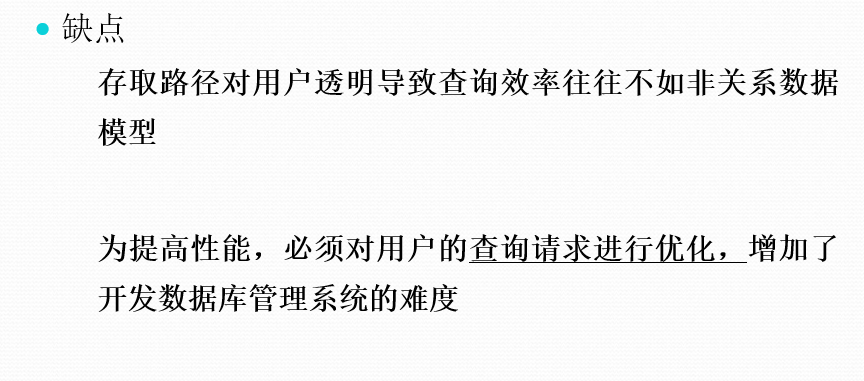 缺点
存取路径对用户透明导致查询效率往往不如非关系数据
模型
为提高性能，必须对用户的查询请求进行优化，增加了
开发数据库管理系统的难度